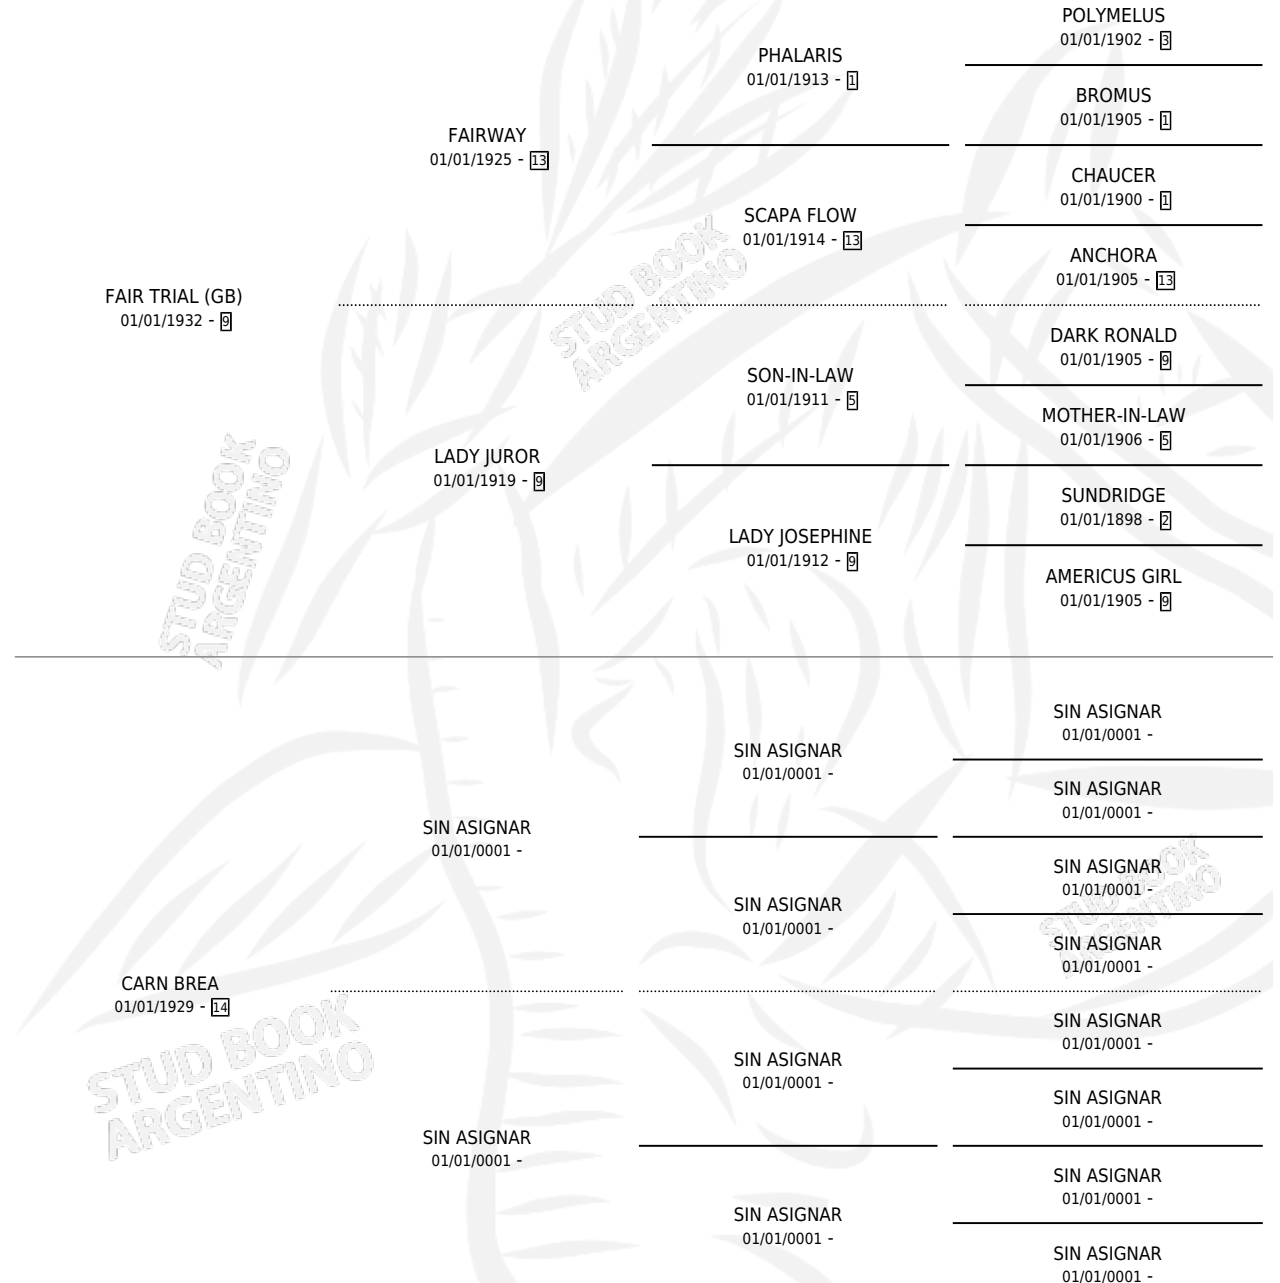 POLYMELUS
01/01/1902 - 3
PHALARIS
01/01/1913 - 1
BROMUS
01/01/1905 - 1
FAIRWAY
01/01/1925 - 13
CHAUCER
01/01/1900 - 1
SCAPA FLOW
01/01/1914 - 13
ANCHORA
01/01/1905 - 13
FAIR TRIAL (GB)
01/01/1932 - 9
DARK RONALD
01/01/1905 - 9
SON-IN-LAW
01/01/1911 - 5
MOTHER-IN-LAW
01/01/1906 - 5
LADY JUROR
01/01/1919 - 9
SUNDRIDGE
01/01/1898 - 2
LADY JOSEPHINE
01/01/1912 - 9
AMERICUS GIRL
01/01/1905 - 9
STUD BOOK
ARGENTINO
STUD BOOK
ARGENTINO
SIN ASIGNAR
01/01/0001 -
SIN ASIGNAR
01/01/0001 -
SIN ASIGNAR
01/01/0001 -
SIN ASIGNAR
01/01/0001 -
SIN ASIGNAR
01/01/0001 -
SIN ASIGNAR
01/01/0001 -
SIN ASIGNAR
01/01/0001 -
CARN BREA
01/01/1929 - 14
SIN ASIGNAR
01/01/0001 -
SIN ASIGNAR
01/01/0001 -
SIN ASIGNAR
01/01/0001 -
SIN ASIGNAR
01/01/0001 -
SIN ASIGNAR
01/01/0001 -
SIN ASIGNAR
01/01/0001 -
SIN ASIGNAR
01/01/0001 -
STUD BOOK
ARGENTINO
STUD BOOK
ARGENTINO